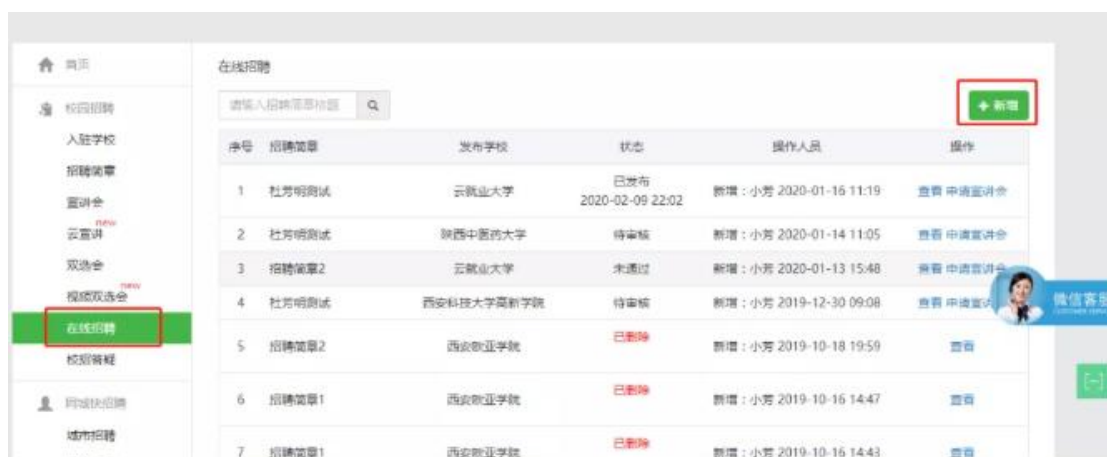 首页
校园招聘
入驻学校
招聘简章
宣讲会
云宣讲 new
双选会
视频双选会 new
在线招聘
校招答疑
同城快招聘
城市招聘
在线招聘
请输入招聘简章标题
+ 新增
序号 招聘简章 发布学校 状态 操作人员 操作
1 杜芳明测试 云就业大学 已发布 2020-02-09 22:02 新增：小芳 2020-01-16 11:19 查看 申请宣讲会
2 杜芳明测试 陕西中医药大学 待审核 新增：小芳 2020-01-14 11:05 查看 申请宣讲会
3 招聘简章2 云就业大学 未通过 新增：小芳 2020-01-13 15:48 查看 申请宣讲会
4 杜芳明测试 西安科技大学高新学院 待审核 新增：小芳 2019-12-30 09:08 查看 申请宣
5 招聘简章2 西安欧亚学院 已删除 新增：小芳 2019-10-18 19:59 查看
6 招聘简章1 西安欧亚学院 已删除 新增：小芳 2019-10-16 14:47 查看
7 招聘简章1 西安欧亚学院 已删除 新增：小芳 2019-10-16 14:43 查看
微信客服
[-]